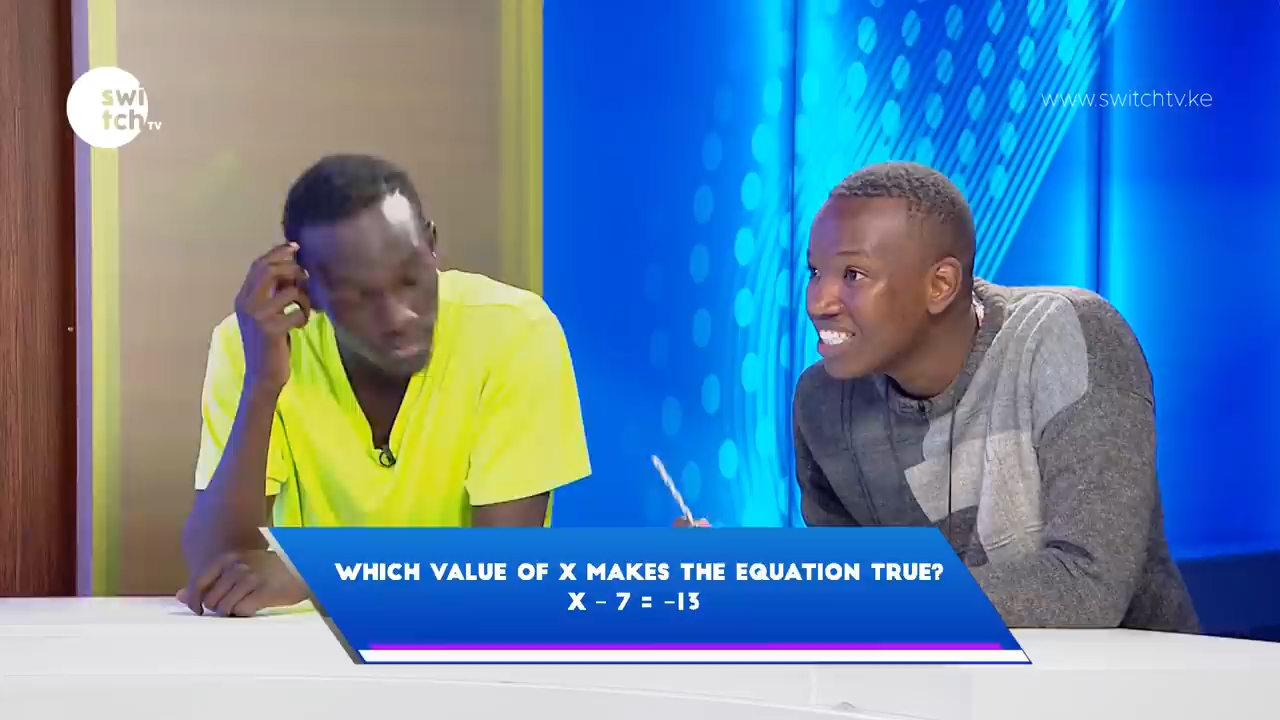 swi
tch TV
www.switchtv.ke
WHICH VALUE OF X MAKES THE EQUATION TRUE?
X - 7 = -13